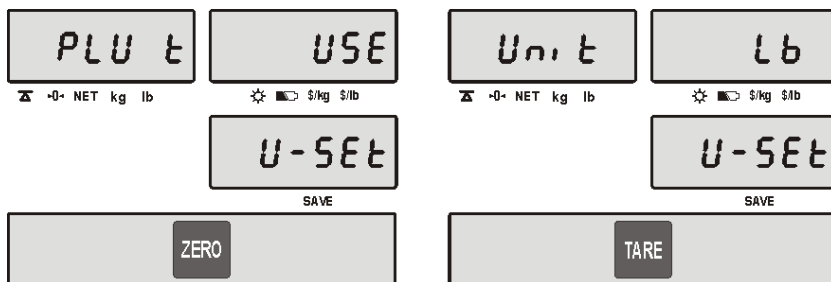 PLU t USE
NET kg lb $/kg $/lb
U-SEt
SAVE
ZERO
Unit Lb
NET kg lb $/kg $/lb
U-SEt
SAVE
TARE